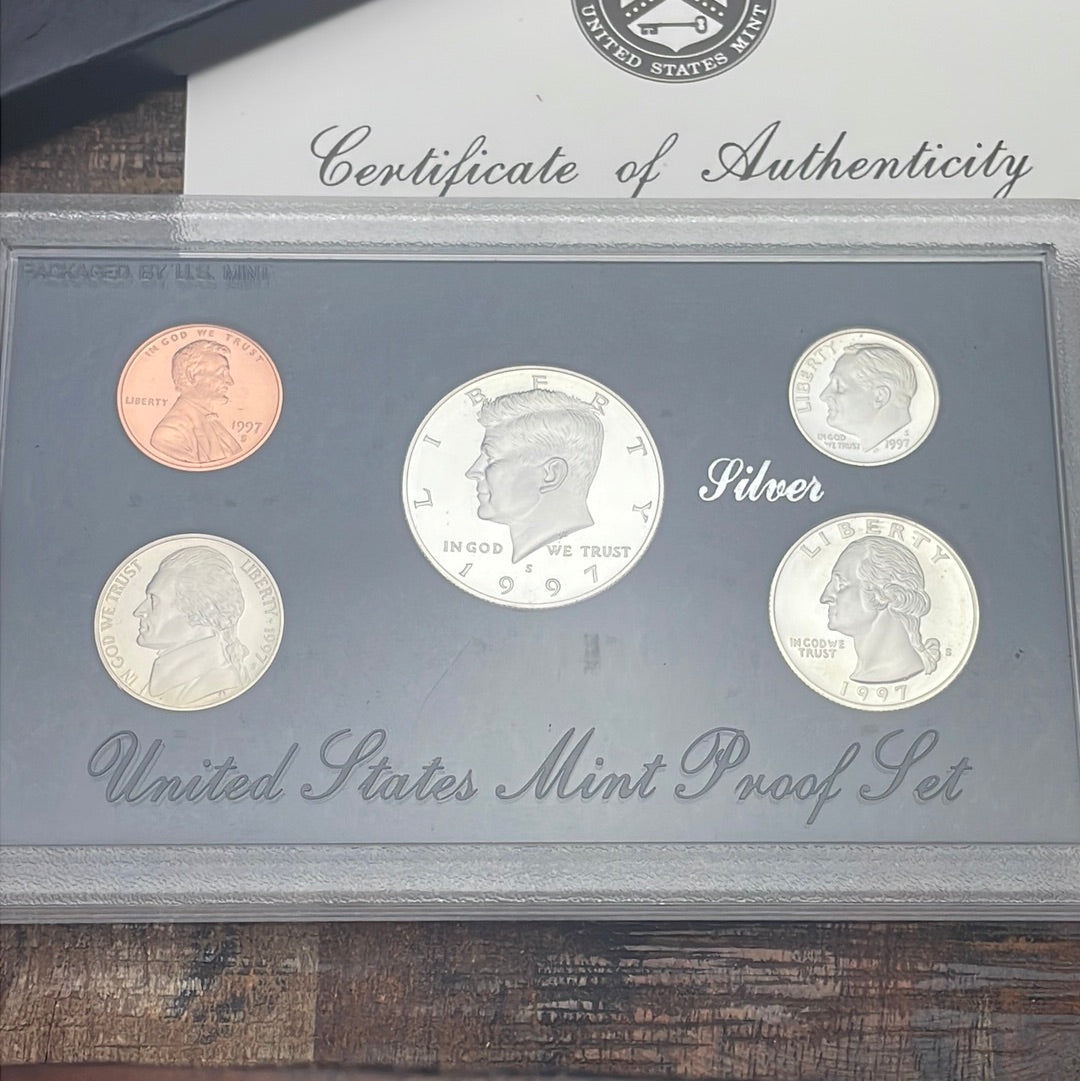 UNITED STATES MINT
Certificate of Authenticity
PACKAGED BY U.S. MINT
IN GOD WE TRUST
LIBERTY
1997
S
LIBERTY
IN GOD WE TRUST
S
1997
LIBERTY
IN GOD
WE TRUST
S
1997
Silver
IN GOD WE TRUST
LIBERTY 1997
LIBERTY
IN GOD WE
TRUST
S
1997
United States Mint Proof Set